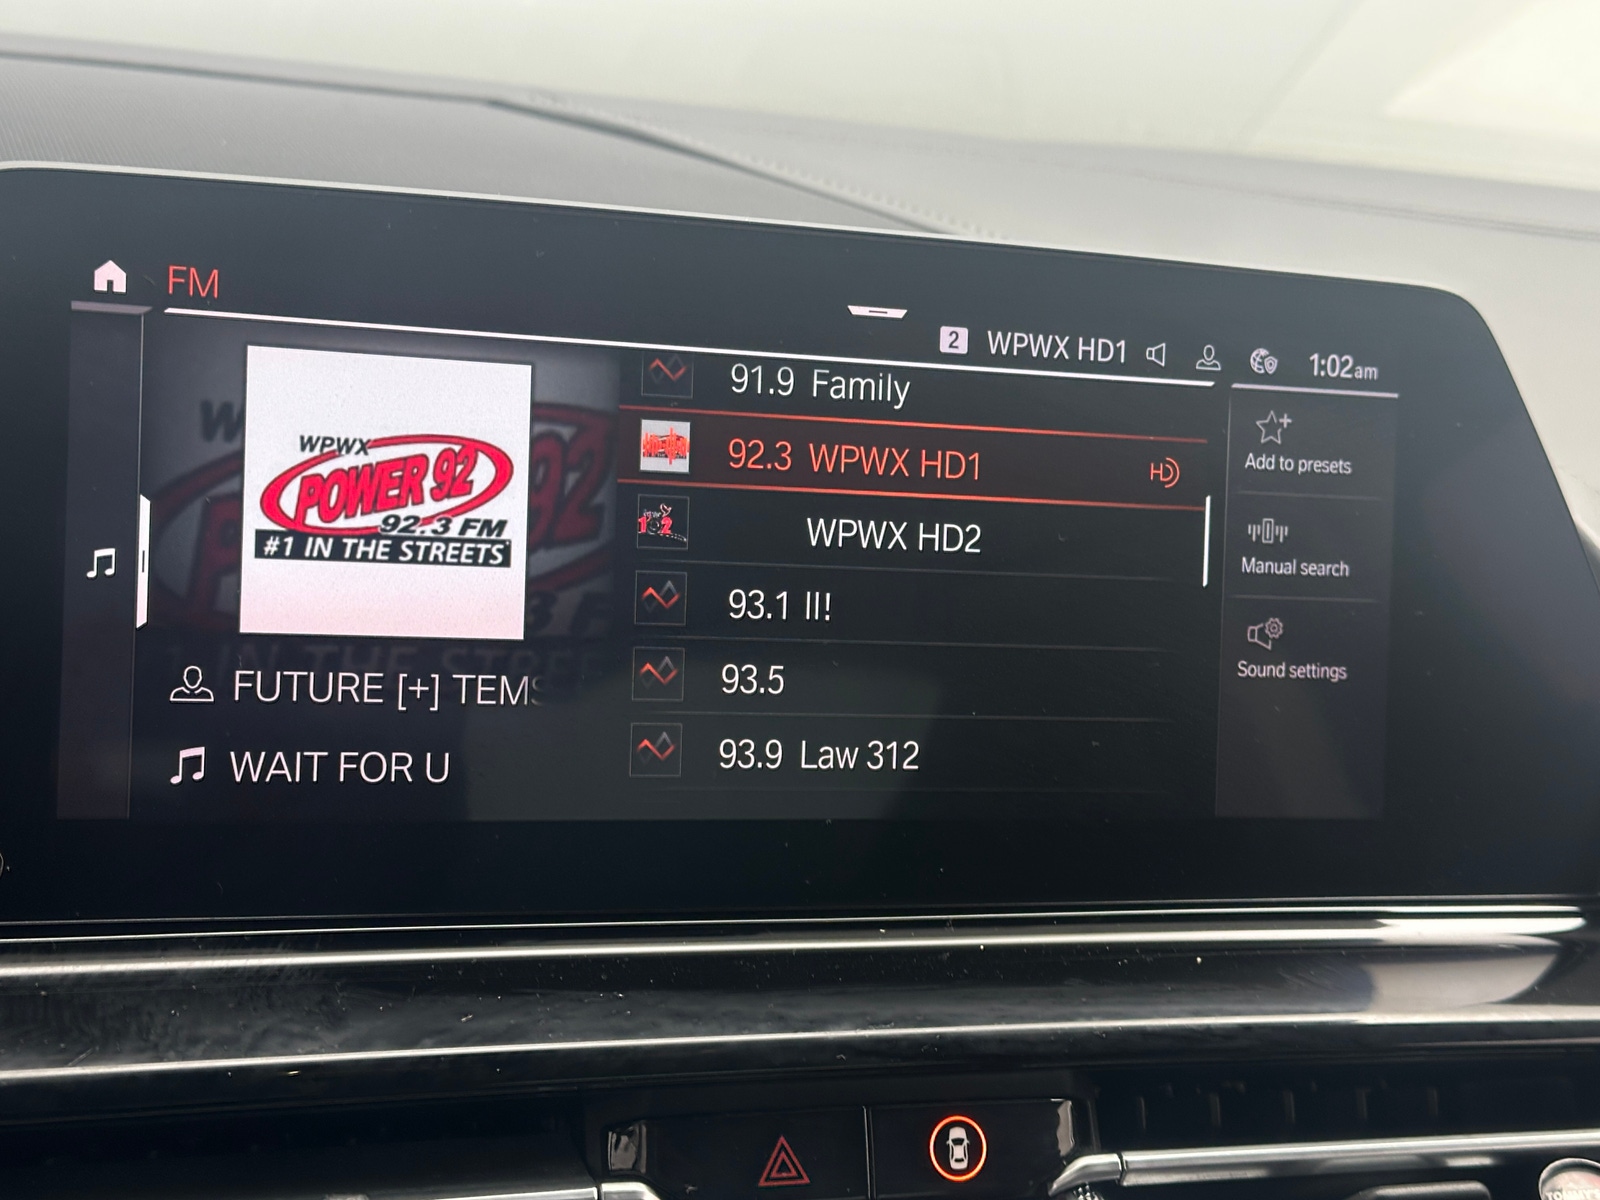 FM
2 WPWX HD1 1:02am
WPWX
POWER 92
92.3 FM
#1 IN THE STREETS
FUTURE [+] TEMS
WAIT FOR U
91.9 Family
92.3 WPWX HD1 HD
WPWX HD2
93.1 II!
93.5
93.9 Law 312
Add to presets
Manual search
Sound settings